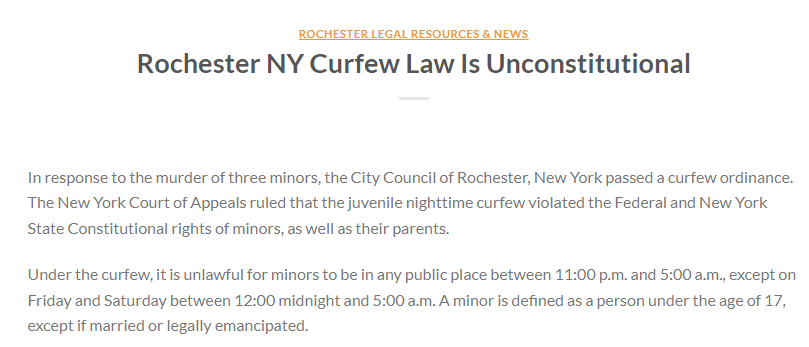 ROCHESTER LEGAL RESOURCES & NEWS
Rochester NY Curfew Law Is Unconstitutional
In response to the murder of three minors, the City Council of Rochester, New York passed a curfew ordinance.
The New York Court of Appeals ruled that the juvenile nighttime curfew violated the Federal and New York
State Constitutional rights of minors, as well as their parents.
Under the curfew, it is unlawful for minors to be in any public place between 11:00 p.m. and 5:00 a.m., except on
Friday and Saturday between 12:00 midnight and 5:00 a.m. A minor is defined as a person under the age of 17,
except if married or legally emancipated.